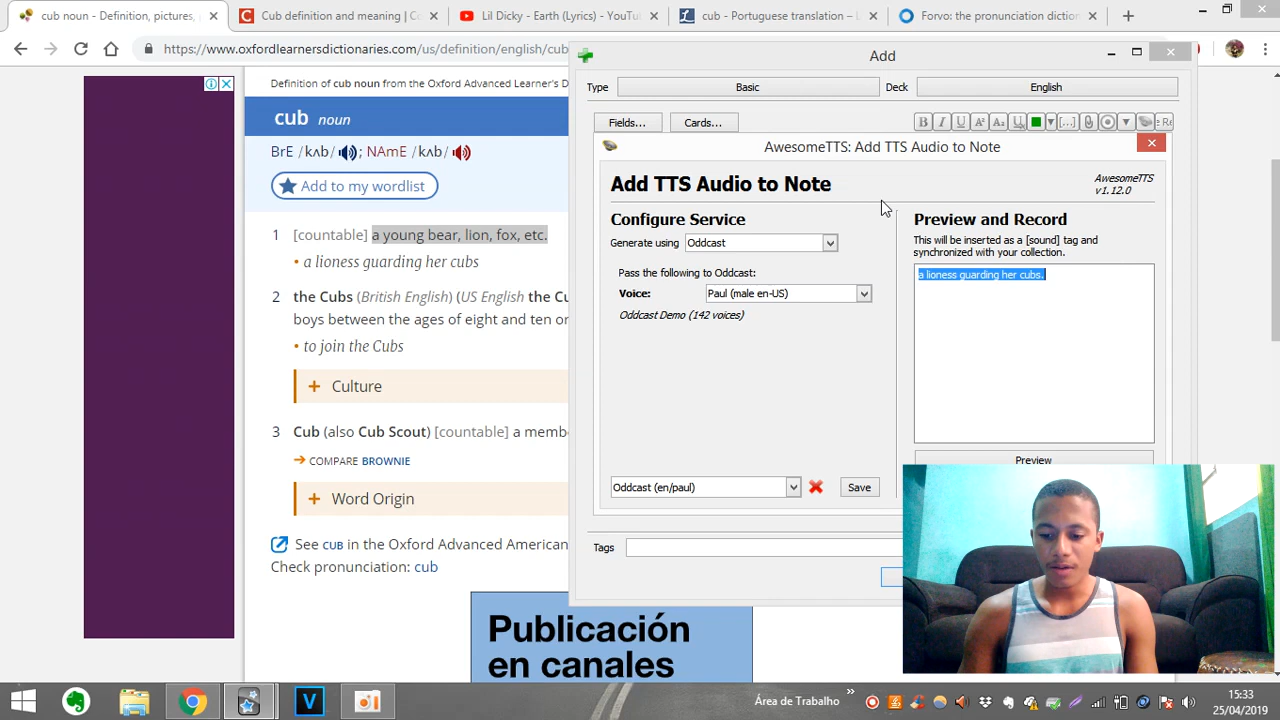 cub noun - Definition, pictures,
Cub definition and meaning | C
Lil Dicky - Earth (Lyrics) - YouTu
cub - Portuguese translation – L
Forvo: the pronunciation diction
https://www.oxfordlearnersdictionaries.com/us/definition/english/cub
Add
Type
Basic
Deck
English
Fields...
Cards...
Definition of cub noun from the Oxford Advanced Learner's D
cub noun
BrE /kʌb/ ; NAmE /kʌb/
Add to my wordlist
1 [countable] a young bear, lion, fox, etc.
• a lioness guarding her cubs
2 the Cubs (British English) (US English the Cu
boys between the ages of eight and ten or
• to join the Cubs
+ Culture
3 Cub (also Cub Scout) [countable] a memb
→ COMPARE BROWNIE
+ Word Origin
See CUB in the Oxford Advanced American
Check pronunciation: cub
Publicación
en canales
AwesomeTTS: Add TTS Audio to Note
Add TTS Audio to Note
AwesomeTTS
v1.12.0
Configure Service
Generate using
Oddcast
Pass the following to Oddcast:
Voice:
Paul (male en-US)
Oddcast Demo (142 voices)
Oddcast (en/paul)
Save
Preview and Record
This will be inserted as a [sound] tag and
synchronized with your collection.
a lioness guarding her cubs.
Preview
Tags
Área de Trabalho
15:33
25/04/2019